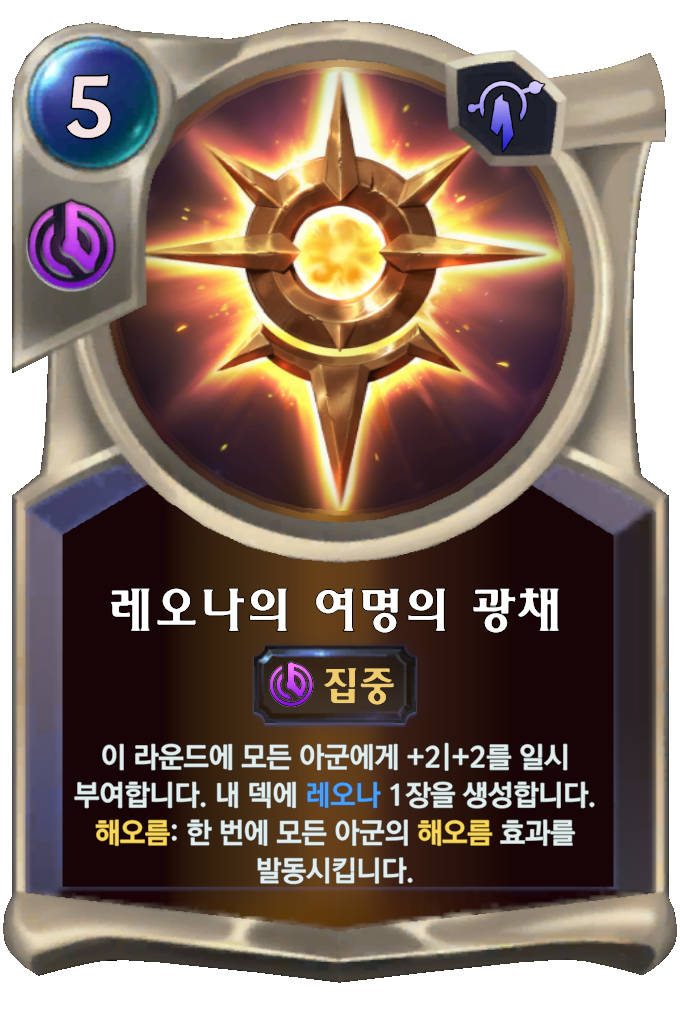 5
레오나의 여명의 광채
집중
이 라운드에 모든 아군에게 +2|+2를 일시
부여합니다. 내 덱에 레오나 1장을 생성합니다.
해오름: 한 번에 모든 아군의 해오름 효과를
발동시킵니다.